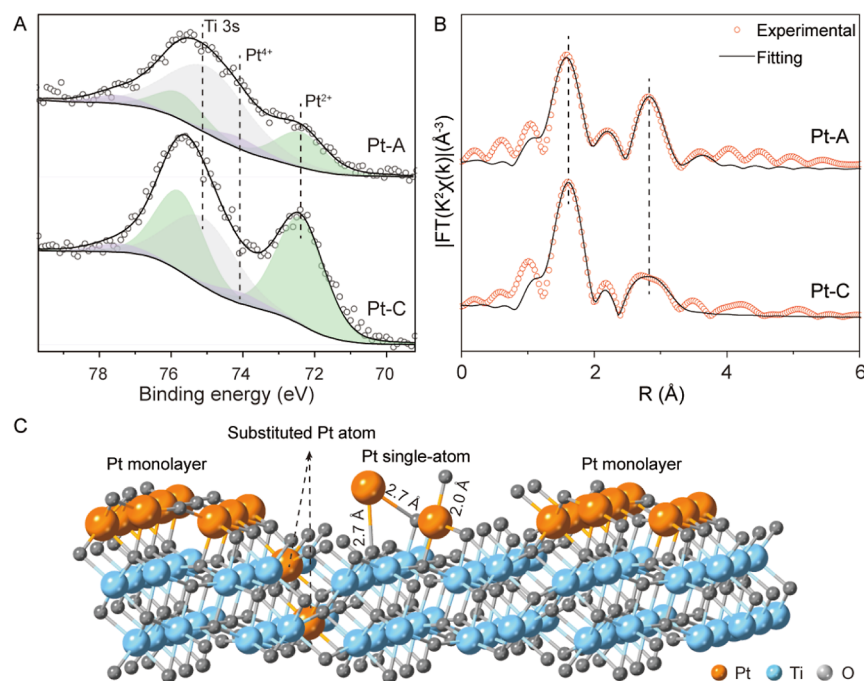 A
Ti 3s
Pt⁴⁺
Pt²⁺
Pt-A
Pt-C
78 76 74 72 70
Binding energy (eV)
B
Experimental
Fitting
Pt-A
Pt-C
|FT(K²χ(k)|(Å⁻³)
0 2 4 6
R (Å)
C
Substituted Pt atom
Pt monolayer
Pt single-atom
Pt monolayer
2.7 Å
2.0 Å
2.7 Å
Pt Ti O